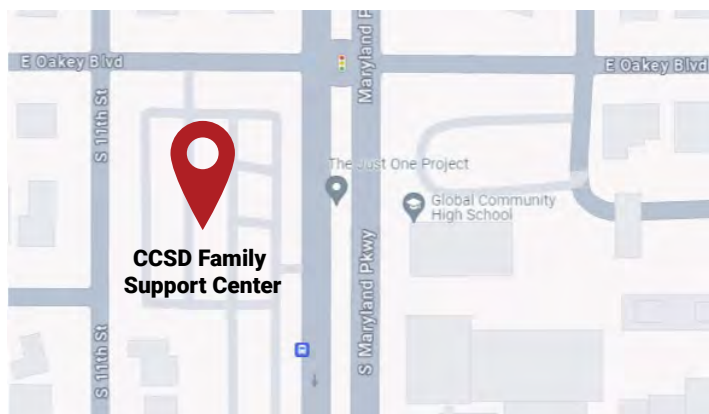 E Oakey Blvd
Maryland P
E Oakey Blvd
S 11th St
The Just One Project
Global Community
High School
CCSD Family
Support Center
S Maryland Pkwy
S 11th St